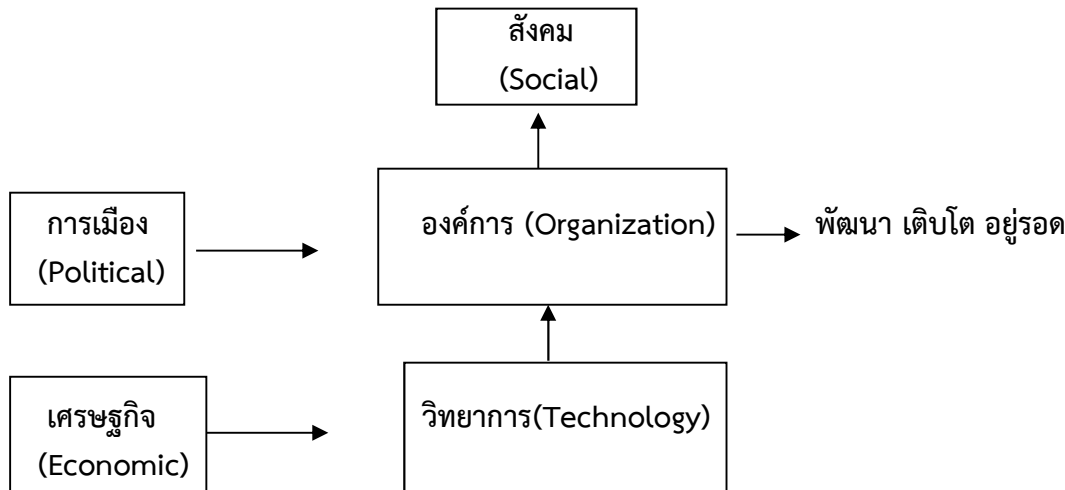 สังคม
(Social)
การเมือง
(Political)
องค์การ (Organization)
พัฒนา เติบโต อยู่รอด
เศรษฐกิจ
(Economic)
วิทยาการ(Technology)